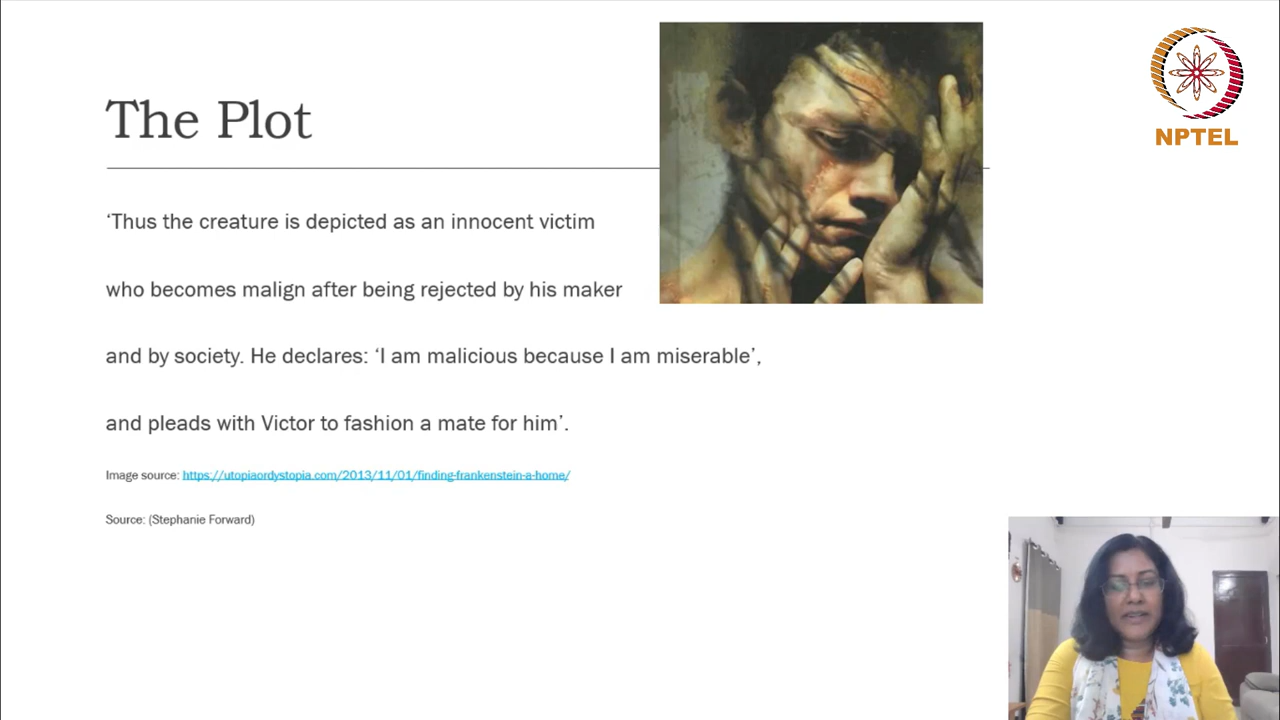 The Plot
‘Thus the creature is depicted as an innocent victim
who becomes malign after being rejected by his maker
and by society. He declares: ‘I am malicious because I am miserable’,
and pleads with Victor to fashion a mate for him’.
Image source: https://utopiaordystopia.com/2013/11/01/finding-frankenstein-a-home/
Source: (Stephanie Forward)
NPTEL